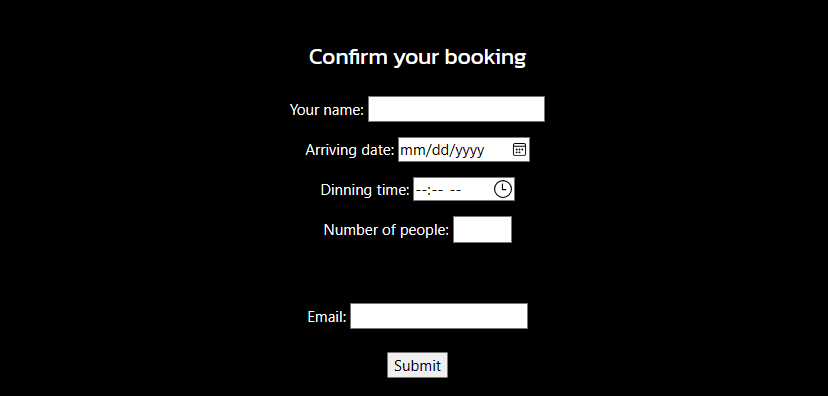 Confirm your booking
Your name:
Arriving date: mm/dd/yyyy
Dinning time: --:-- --
Number of people:
Email:
Submit